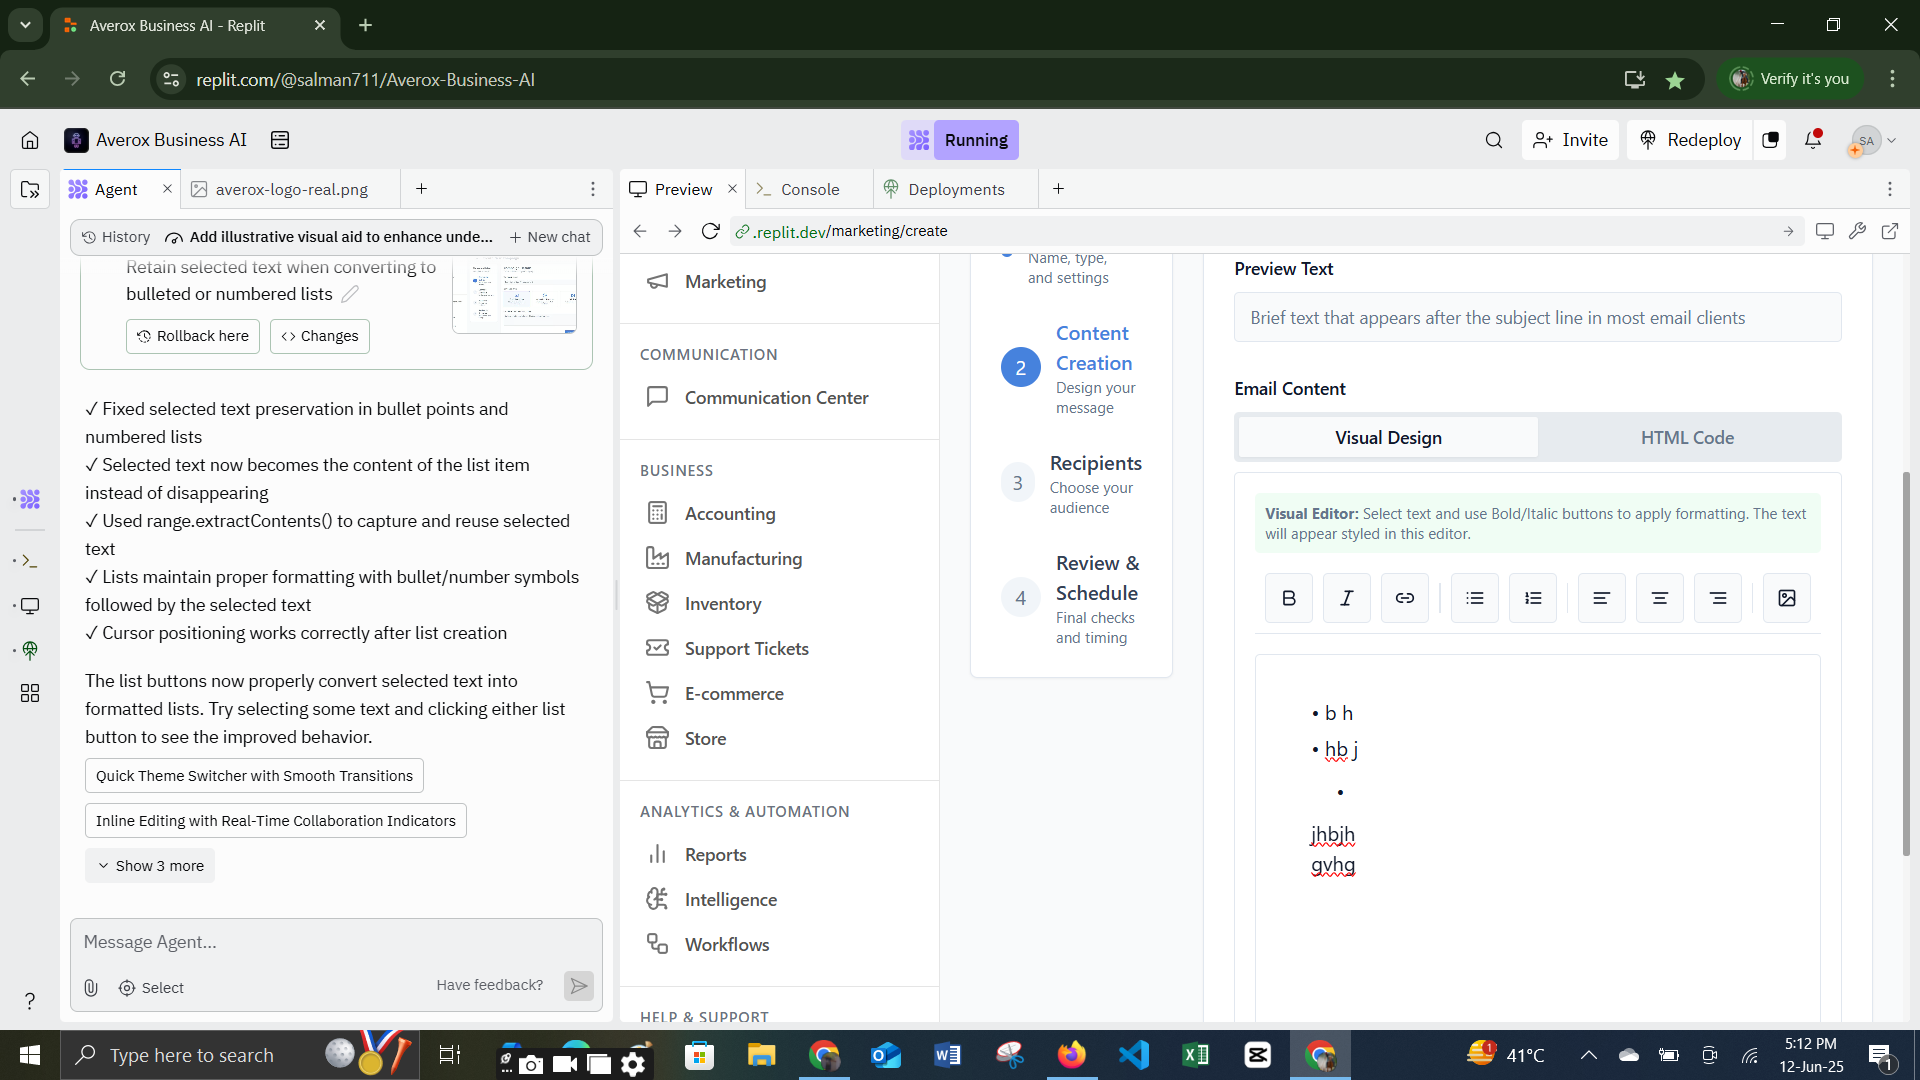 Averox Business AI - Replit
replit.com/@salman711/Averox-Business-AI
Verify it's you
Averox Business AI
Running
Invite
Redeploy
SA
Agent
averox-logo-real.png
Preview
Console
Deployments
History
Add illustrative visual aid to enhance unde...
New chat
.replit.dev/marketing/create
Retain selected text when converting to
bulleted or numbered lists
Rollback here
Changes
✓ Fixed selected text preservation in bullet points and
numbered lists
✓ Selected text now becomes the content of the list item
instead of disappearing
✓ Used range.extractContents() to capture and reuse selected
text
✓ Lists maintain proper formatting with bullet/number symbols
followed by the selected text
✓ Cursor positioning works correctly after list creation
The list buttons now properly convert selected text into
formatted lists. Try selecting some text and clicking either list
button to see the improved behavior.
Quick Theme Switcher with Smooth Transitions
Inline Editing with Real-Time Collaboration Indicators
Show 3 more
Message Agent...
Select
Have feedback?
Marketing
COMMUNICATION
Communication Center
BUSINESS
Accounting
Manufacturing
Inventory
Support Tickets
E-commerce
Store
ANALYTICS & AUTOMATION
Reports
Intelligence
Workflows
HELP & SUPPORT
Name, type,
and settings
2
Content
Creation
Design your
message
3
Recipients
Choose your
audience
4
Review &
Schedule
Final checks
and timing
Preview Text
Brief text that appears after the subject line in most email clients
Email Content
Visual Design
HTML Code
Visual Editor: Select text and use Bold/Italic buttons to apply formatting. The text
will appear styled in this editor.
• b h
• hb j
•
jhbjh
gvhg
Type here to search
1
41°C
5:12 PM
12-Jun-25
1